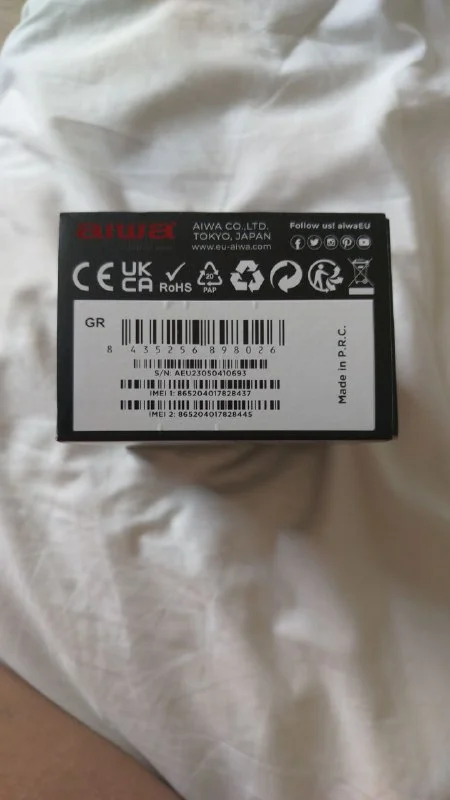 aiwa
AIWA CO.,LTD.
TOKYO, JAPAN
www.eu-aiwa.com
Follow us! aiwaEU
CE
UK
CA
RoHS
20
PAP
GR
8 435256 898026
S/N: AEU23050410693
IMEI 1: 865204017828437
IMEI 2: 865204017828445
Made in P.R.C.